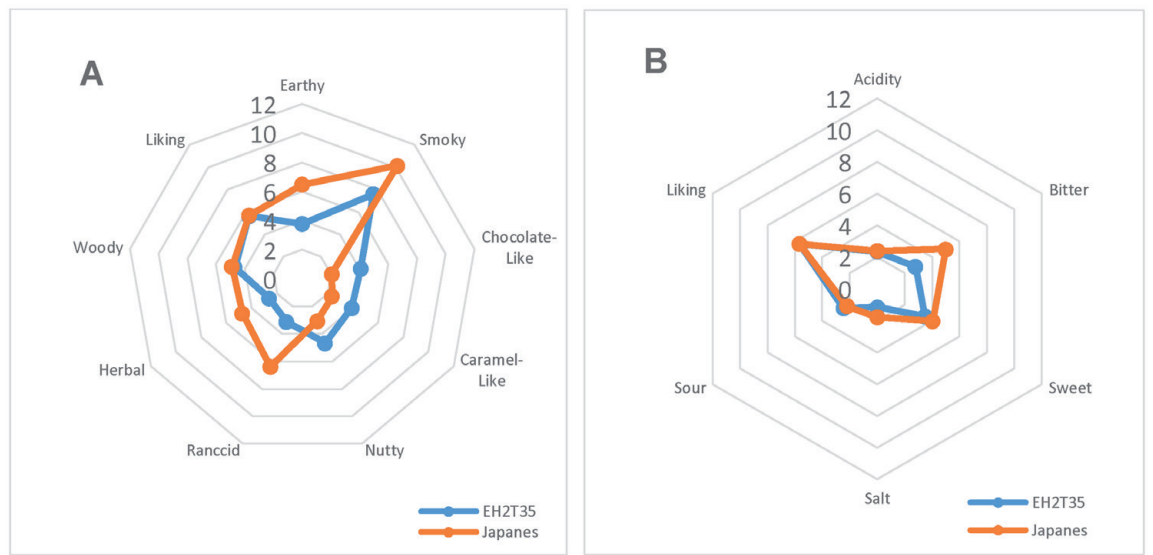 A
Earthy
12
10
8
6
4
2
0
Smoky
Chocolate-
Like
Caramel-
Like
Nutty
Ranccid
Herbal
Woody
Liking
EH2T35
Japanes
B
Acidity
12
10
8
6
4
2
0
Bitter
Sweet
Salt
Sour
Liking
EH2T35
Japanes